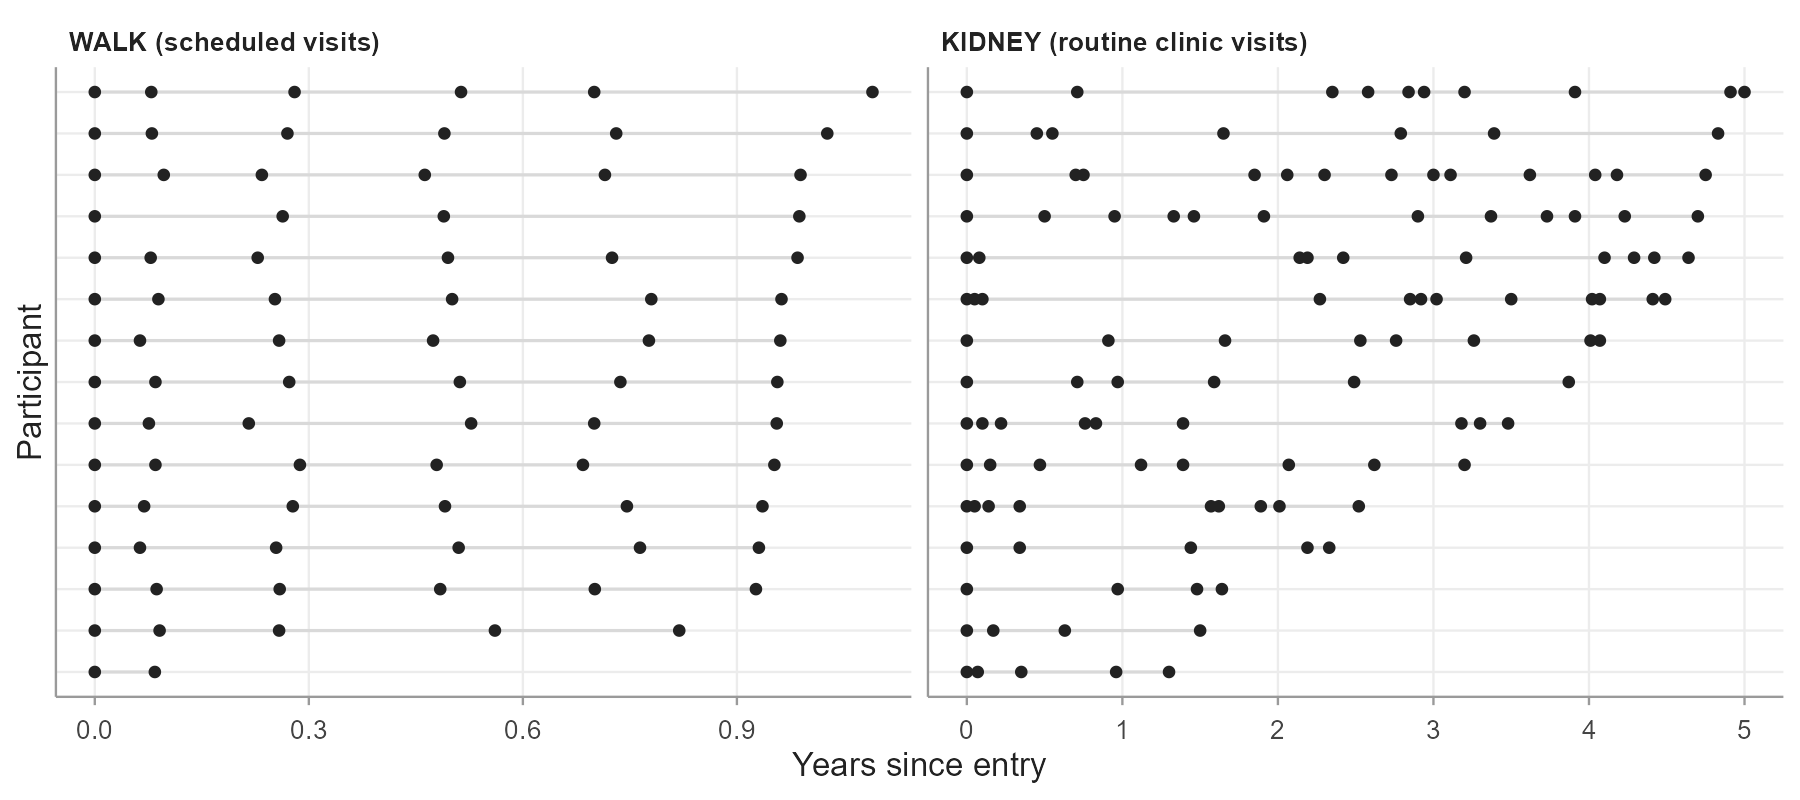 WALK (scheduled visits)
KIDNEY (routine clinic visits)
Participant
0.0 0.3 0.6 0.9
0 1 2 3 4 5
Years since entry